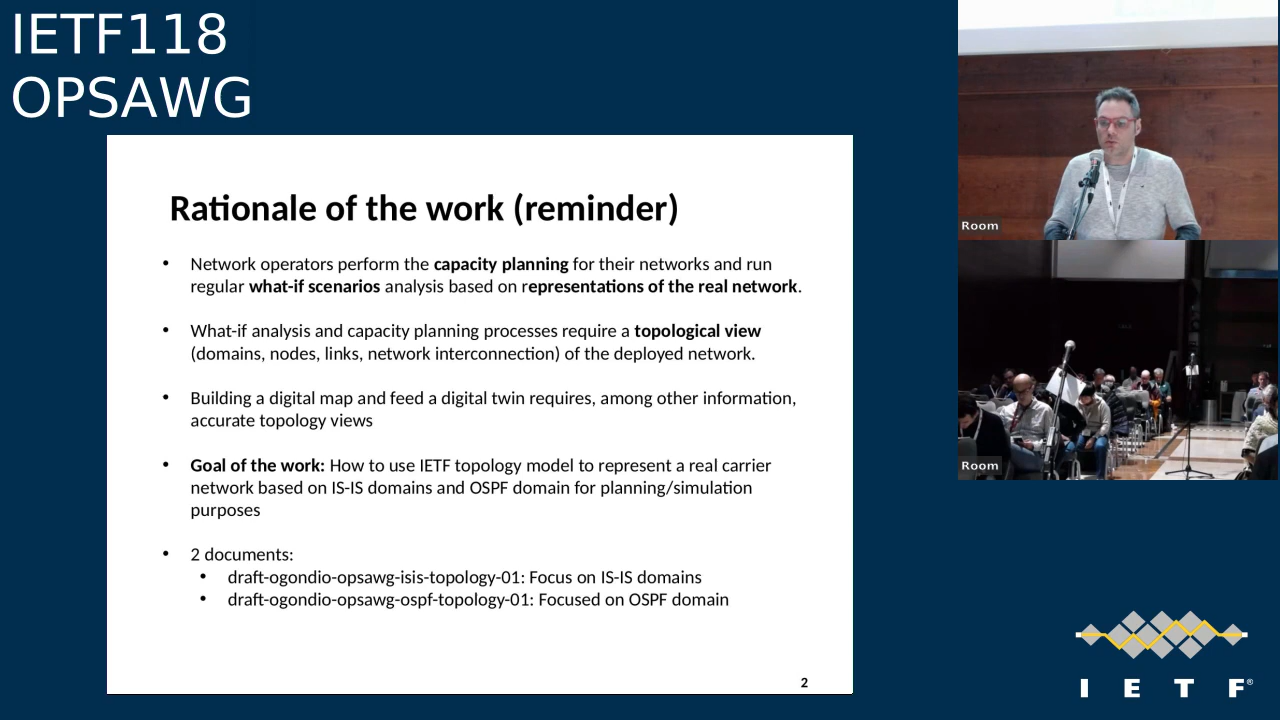 IETF118
OPSAWG
Rationale of the work (reminder)
• Network operators perform the capacity planning for their networks and run
regular what-if scenarios analysis based on representations of the real network.
• What-if analysis and capacity planning processes require a topological view
(domains, nodes, links, network interconnection) of the deployed network.
• Building a digital map and feed a digital twin requires, among other information,
accurate topology views
• Goal of the work: How to use IETF topology model to represent a real carrier
network based on IS-IS domains and OSPF domain for planning/simulation
purposes
• 2 documents:
• draft-ogondio-opsawg-isis-topology-01: Focus on IS-IS domains
• draft-ogondio-opsawg-ospf-topology-01: Focused on OSPF domain
2
Room
Room
I E T F®